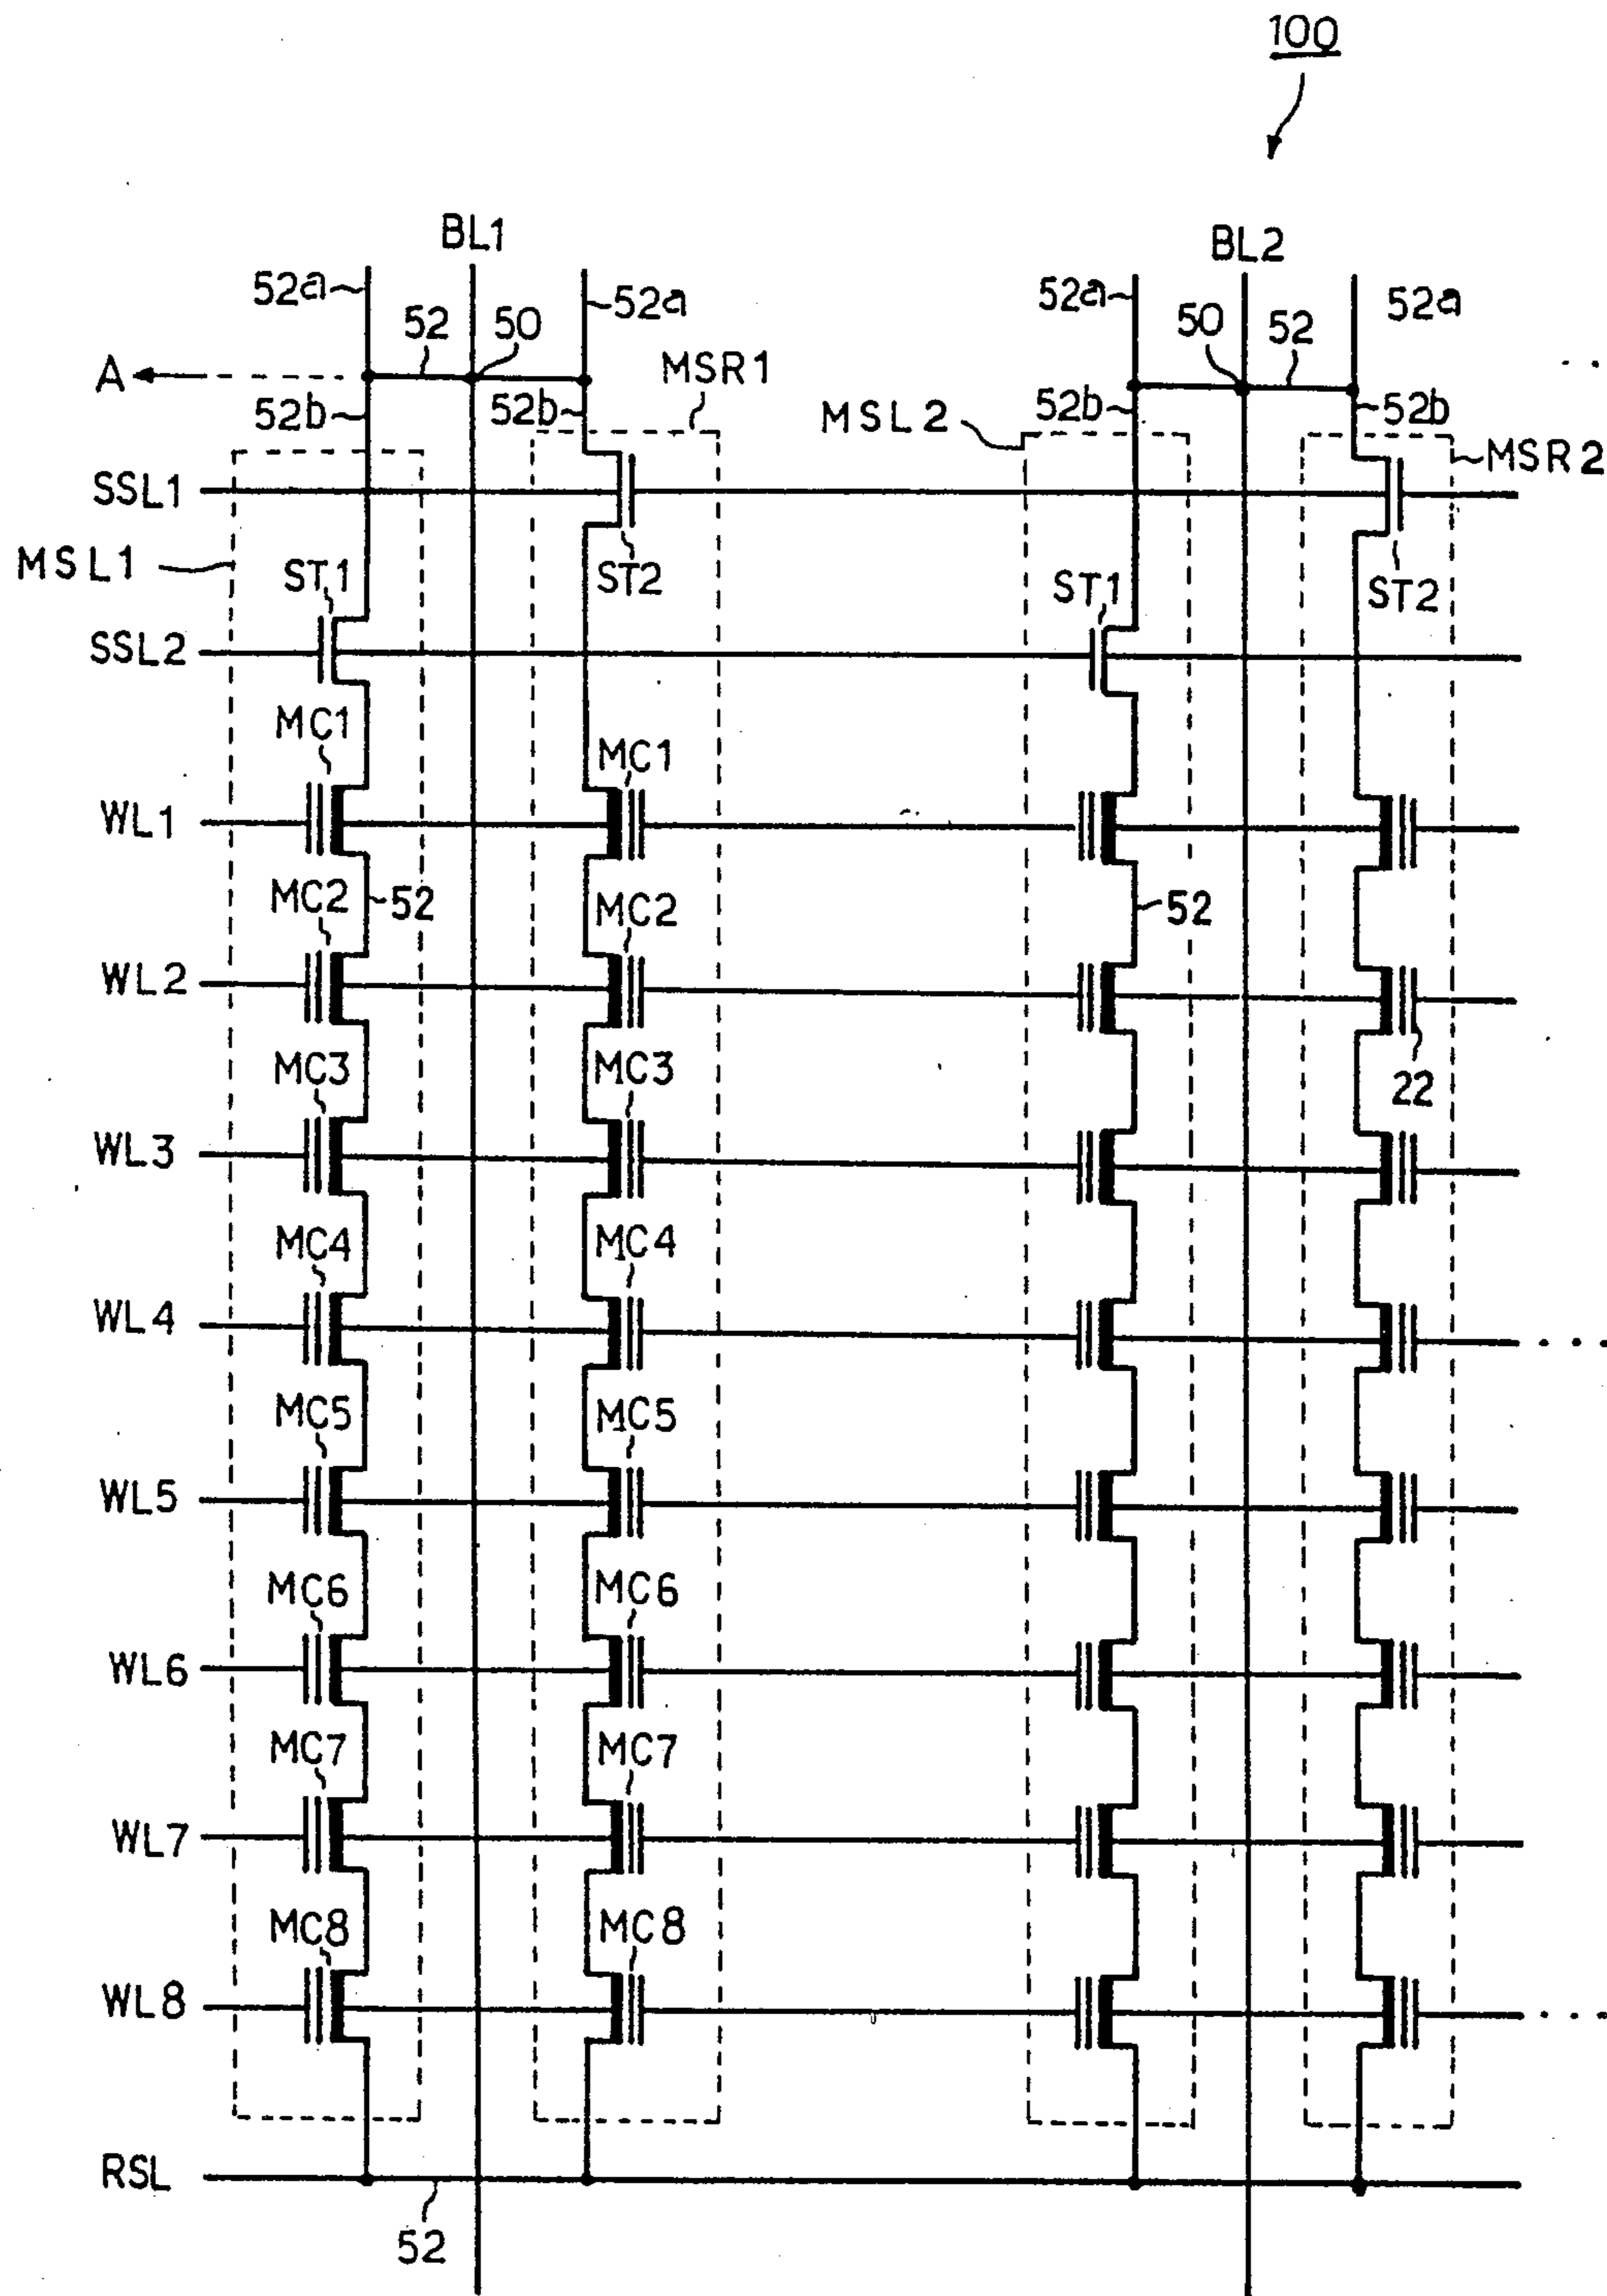 100
BL1
BL2
52a
52a
52a
52a
52
50
50
52
A
MSR1
52b
52b
MSL2
52b
52b
MSR2
SSL1
MSL1
ST1
ST2
ST1
ST2
SSL2
MC1
MC1
WL1
MC2
52
MC2
52
WL2
MC3
MC3
22
WL3
MC4
MC4
WL4
...
MC5
MC5
WL5
MC6
MC6
WL6
MC7
MC7
WL7
MC8
MC8
WL8
...
RSL
52